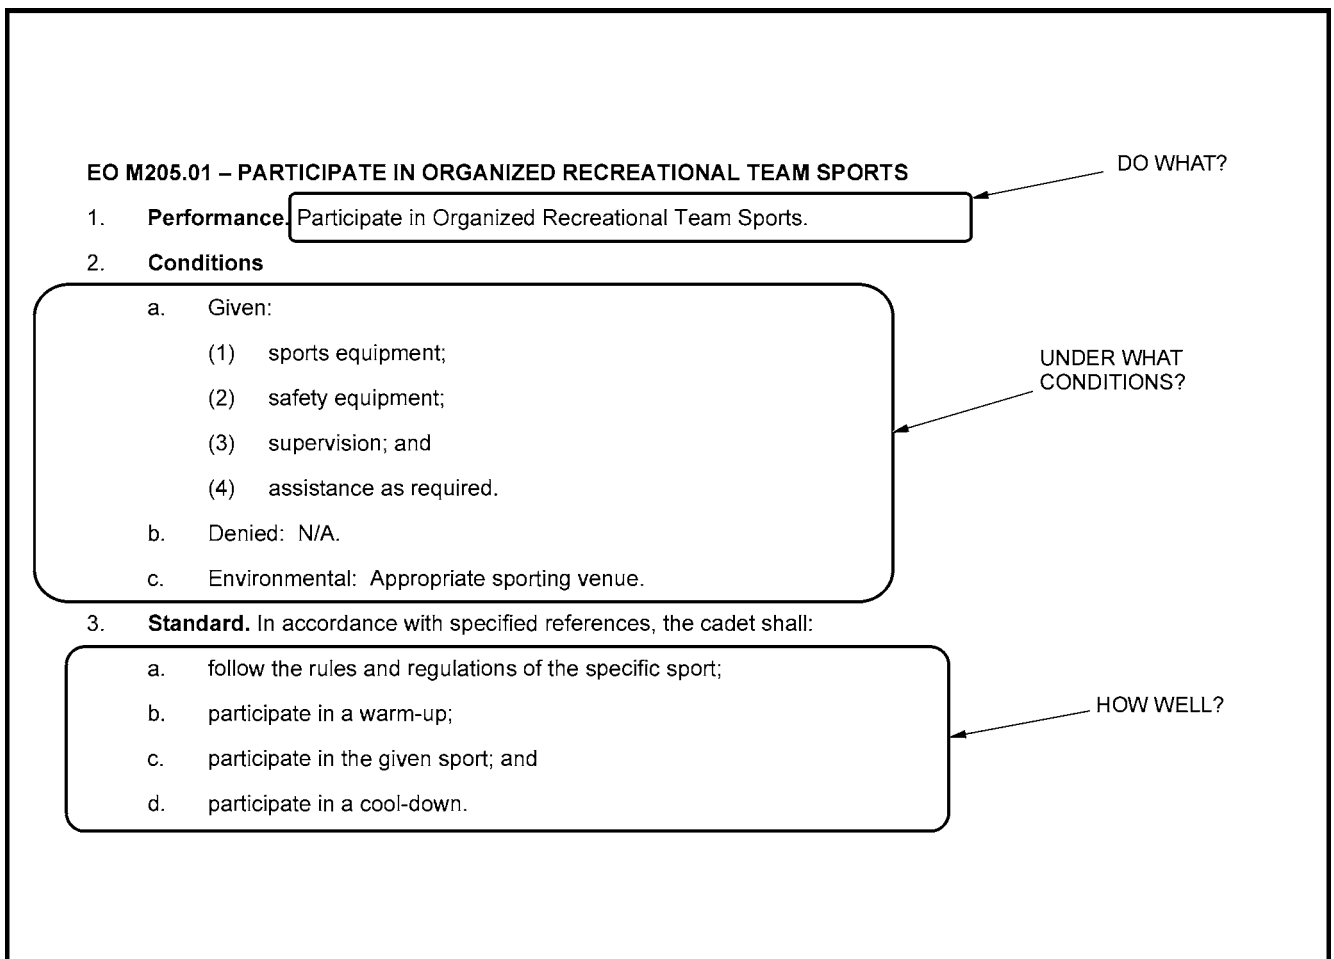 EO M205.01 – PARTICIPATE IN ORGANIZED RECREATIONAL TEAM SPORTS
DO WHAT?
1. Performance. Participate in Organized Recreational Team Sports.
2. Conditions
a. Given:
(1) sports equipment;
(2) safety equipment;
UNDER WHAT
CONDITIONS?
(3) supervision; and
(4) assistance as required.
b. Denied: N/A.
c. Environmental: Appropriate sporting venue.
3. Standard. In accordance with specified references, the cadet shall:
a. follow the rules and regulations of the specific sport;
b. participate in a warm-up;
HOW WELL?
c. participate in the given sport; and
d. participate in a cool-down.